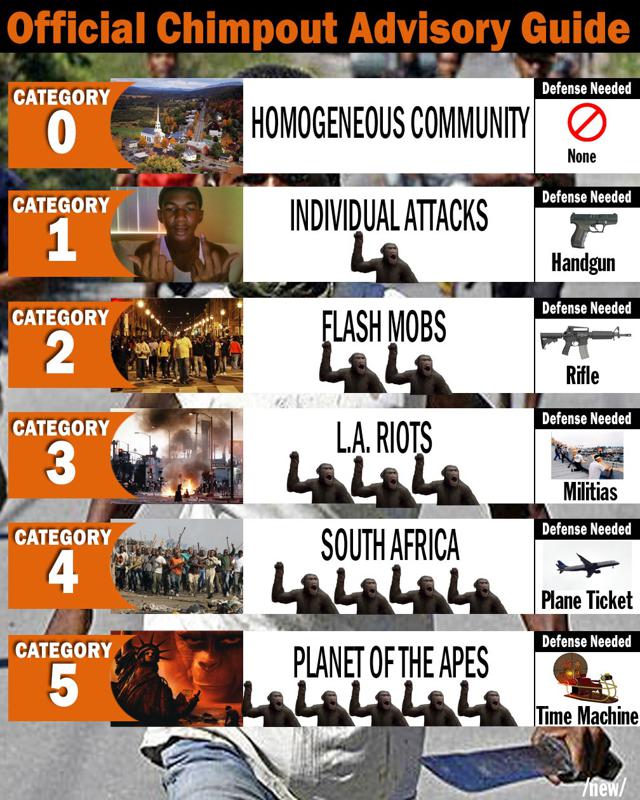 Official Chimpout Advisory Guide
CATEGORY
0
HOMOGENEOUS COMMUNITY
Defense Needed
None
CATEGORY
1
INDIVIDUAL ATTACKS
Defense Needed
Handgun
CATEGORY
2
FLASH MOBS
Defense Needed
Rifle
CATEGORY
3
L.A. RIOTS
Defense Needed
Militias
CATEGORY
4
SOUTH AFRICA
Defense Needed
Plane Ticket
CATEGORY
5
PLANET OF THE APES
Defense Needed
Time Machine
/new/